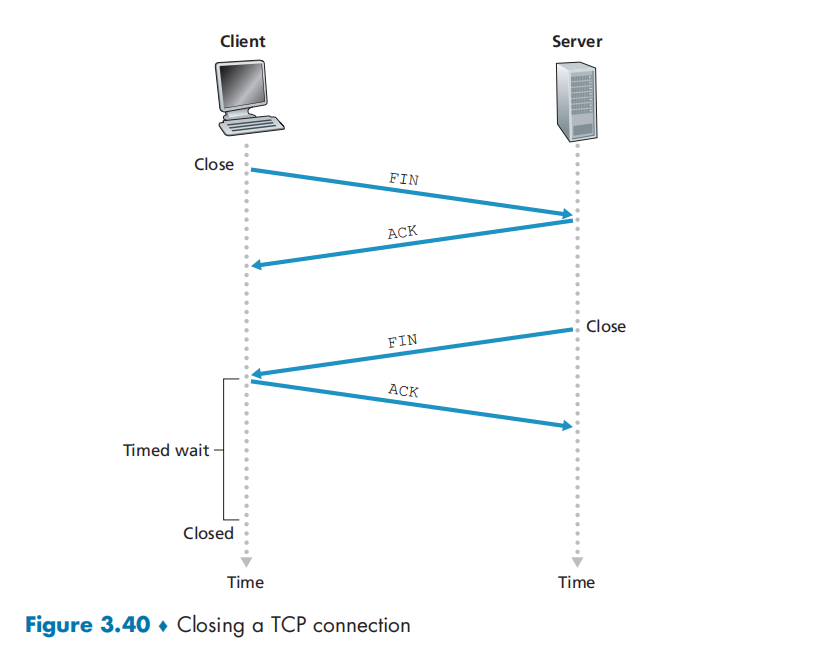 Client
Server
Close
FIN
ACK
Close
FIN
ACK
Timed wait
Closed
Time
Time
Figure 3.40 ♦ Closing a TCP connection